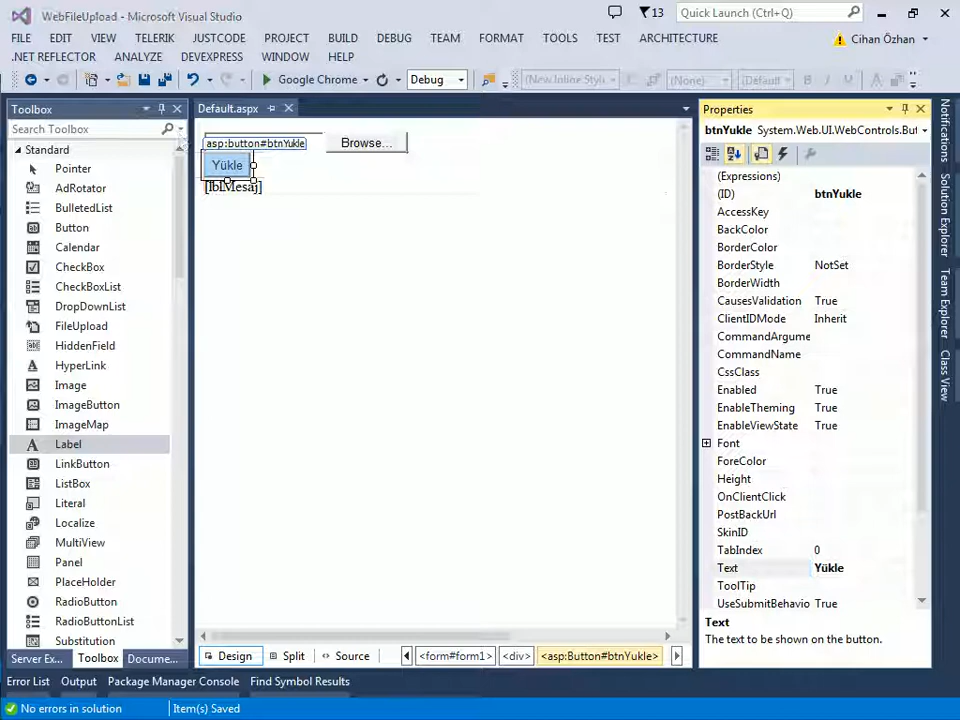 WebFileUpload - Microsoft Visual Studio
13
Quick Launch (Ctrl+Q)
FILE EDIT VIEW TELERIK JUSTCODE PROJECT BUILD DEBUG TEAM FORMAT TOOLS TEST ARCHITECTURE
Cihan Özhan
.NET REFLECTOR ANALYZE DEVEXPRESS WINDOW HELP
Google Chrome
Debug
(New Inline Style
(None)
(Default
B I U
Toolbox
Search Toolbox
Standard
Pointer
AdRotator
BulletedList
Button
Calendar
CheckBox
CheckBoxList
DropDownList
FileUpload
HiddenField
HyperLink
Image
ImageButton
ImageMap
Label
LinkButton
ListBox
Literal
Localize
MultiView
Panel
PlaceHolder
RadioButton
RadioButtonList
Substitution
Server Ex... Toolbox Docume...
Default.aspx
asp:button#btnYukle
Browse...
Yükle
[lblMesaj]
Design Split Source
<form#form1> <div> <asp:Button#btnYukle>
Properties
btnYukle System.Web.UI.WebControls.But
(Expressions)
(ID) btnYukle
AccessKey
BackColor
BorderColor
BorderStyle NotSet
BorderWidth
CausesValidation True
ClientIDMode Inherit
CommandArgume
CommandName
CssClass
Enabled True
EnableTheming True
EnableViewState True
Font
ForeColor
Height
OnClientClick
PostBackUrl
SkinID
TabIndex 0
Text Yükle
ToolTip
UseSubmitBehavio True
Text
The text to be shown on the button.
Notifications
Solution Explorer
Team Explorer
Class View
Error List Output Package Manager Console Find Symbol Results
No errors in solution Item(s) Saved